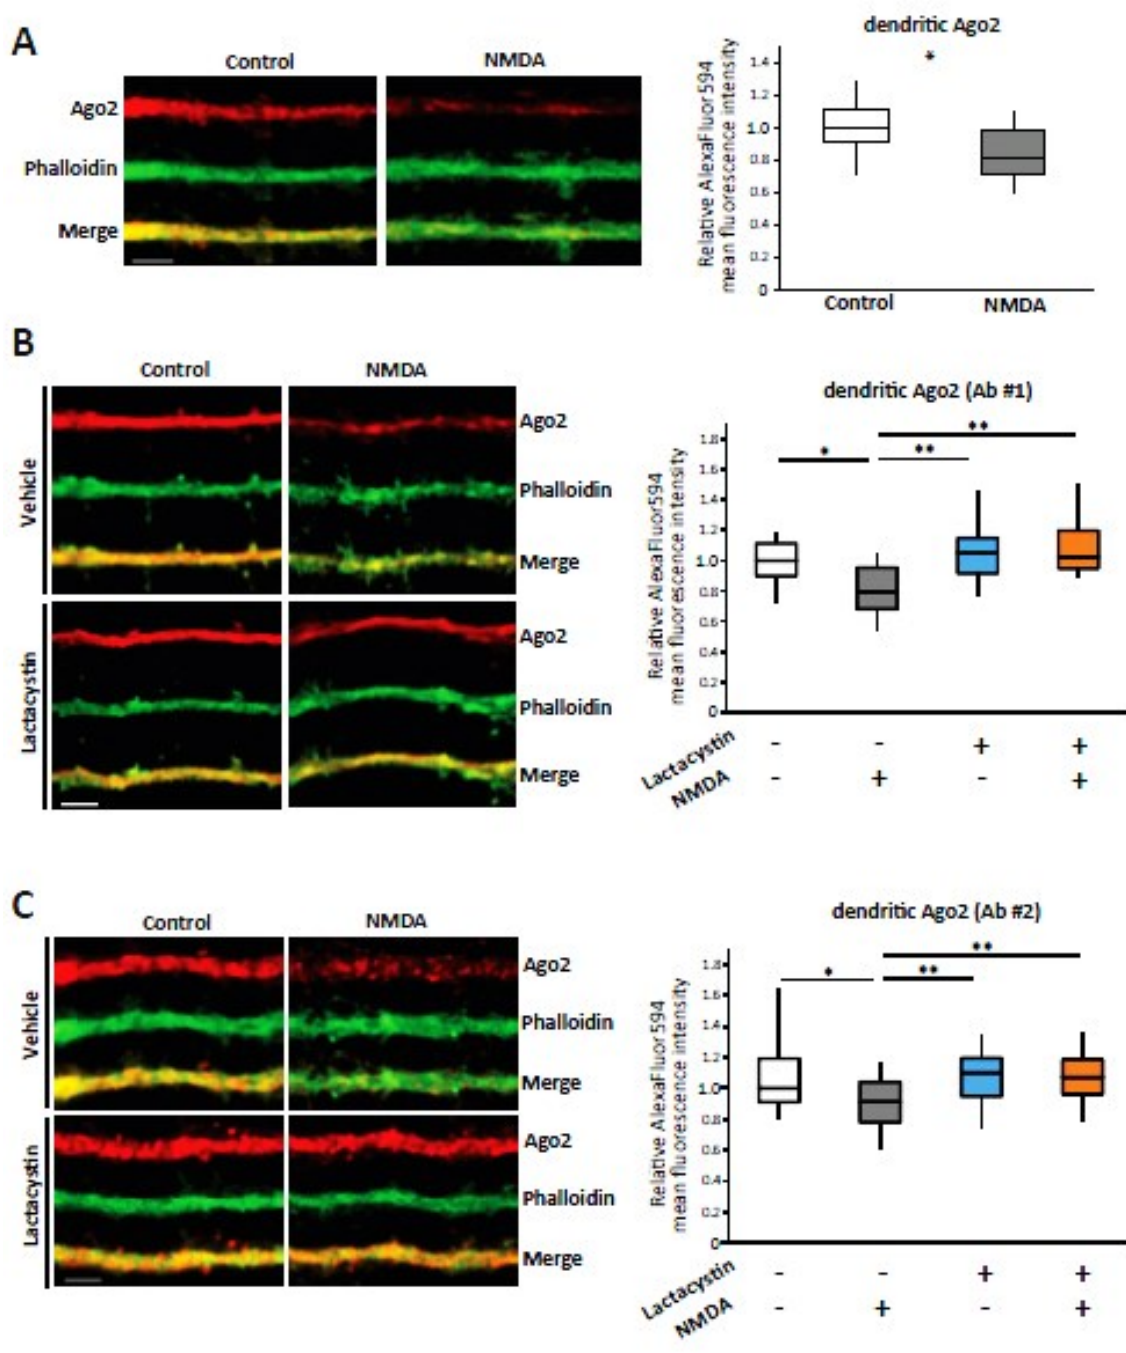 A
Control
NMDA
Ago2
Phalloidin
Merge
dendritic Ago2
*
Relative AlexaFluor594
mean fluorescence intensity
1.4
1.2
1.0
0.8
0.6
0.4
0.2
0
Control
NMDA
B
Control
NMDA
Vehicle
Ago2
Phalloidin
Merge
Lactacystin
Ago2
Phalloidin
Merge
dendritic Ago2 (Ab #1)
* ** **
Relative AlexaFluor594
mean fluorescence intensity
1.8
1.6
1.4
1.2
1.0
0.8
0.6
0.4
0.2
0
Lactacystin - - + +
NMDA - + - +
C
Control
NMDA
Vehicle
Ago2
Phalloidin
Merge
Lactacystin
Ago2
Phalloidin
Merge
dendritic Ago2 (Ab #2)
* ** **
Relative AlexaFluor594
mean fluorescence intensity
1.8
1.6
1.4
1.2
1.0
0.8
0.6
0.4
0.2
0
Lactacystin - - + +
NMDA - + - +